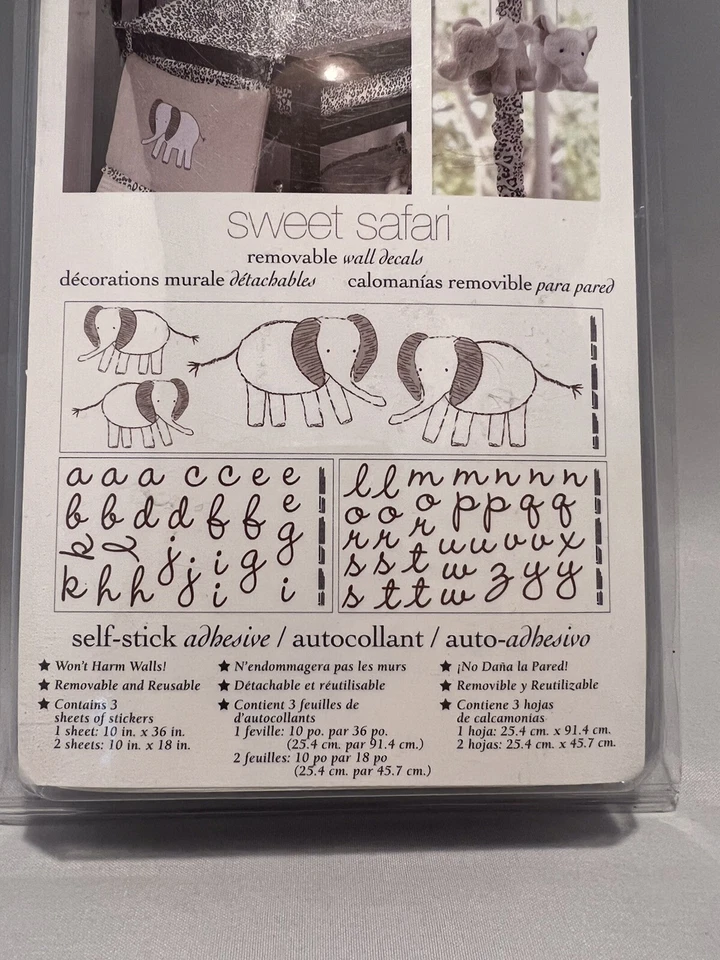 sweet safari
removable wall decals
décorations murale détachables calomanías removible para pared
a a a c c e e
b b d d f f e
k l j i g g
k h h j i i
l l m m n n n
o o o p p q q
r r r u u v v x
s s t w z y y
s t t w
self-stick adhesive / autocollant / auto-adhesivo
★ Won't Harm Walls!
★ Removable and Reusable
★ Contains 3
sheets of stickers
1 sheet: 10 in. x 36 in.
2 sheets: 10 in. x 18 in.
★ N'endommagera pas les murs
★ Détachable et réutilisable
★ Contient 3 feuilles de
d'autocollants
1 feville: 10 po. par 36 po.
(25.4 cm. par 91.4 cm.)
2 feuilles: 10 po par 18 po
(25.4 cm. par 45.7 cm.)
★ ¡No Daña la Pared!
★ Removible y Reutilizable
★ Contiene 3 hojas
de calcamonias
1 hoja: 25.4 cm. x 91.4 cm.
2 hojas: 25.4 cm. x 45.7 cm.